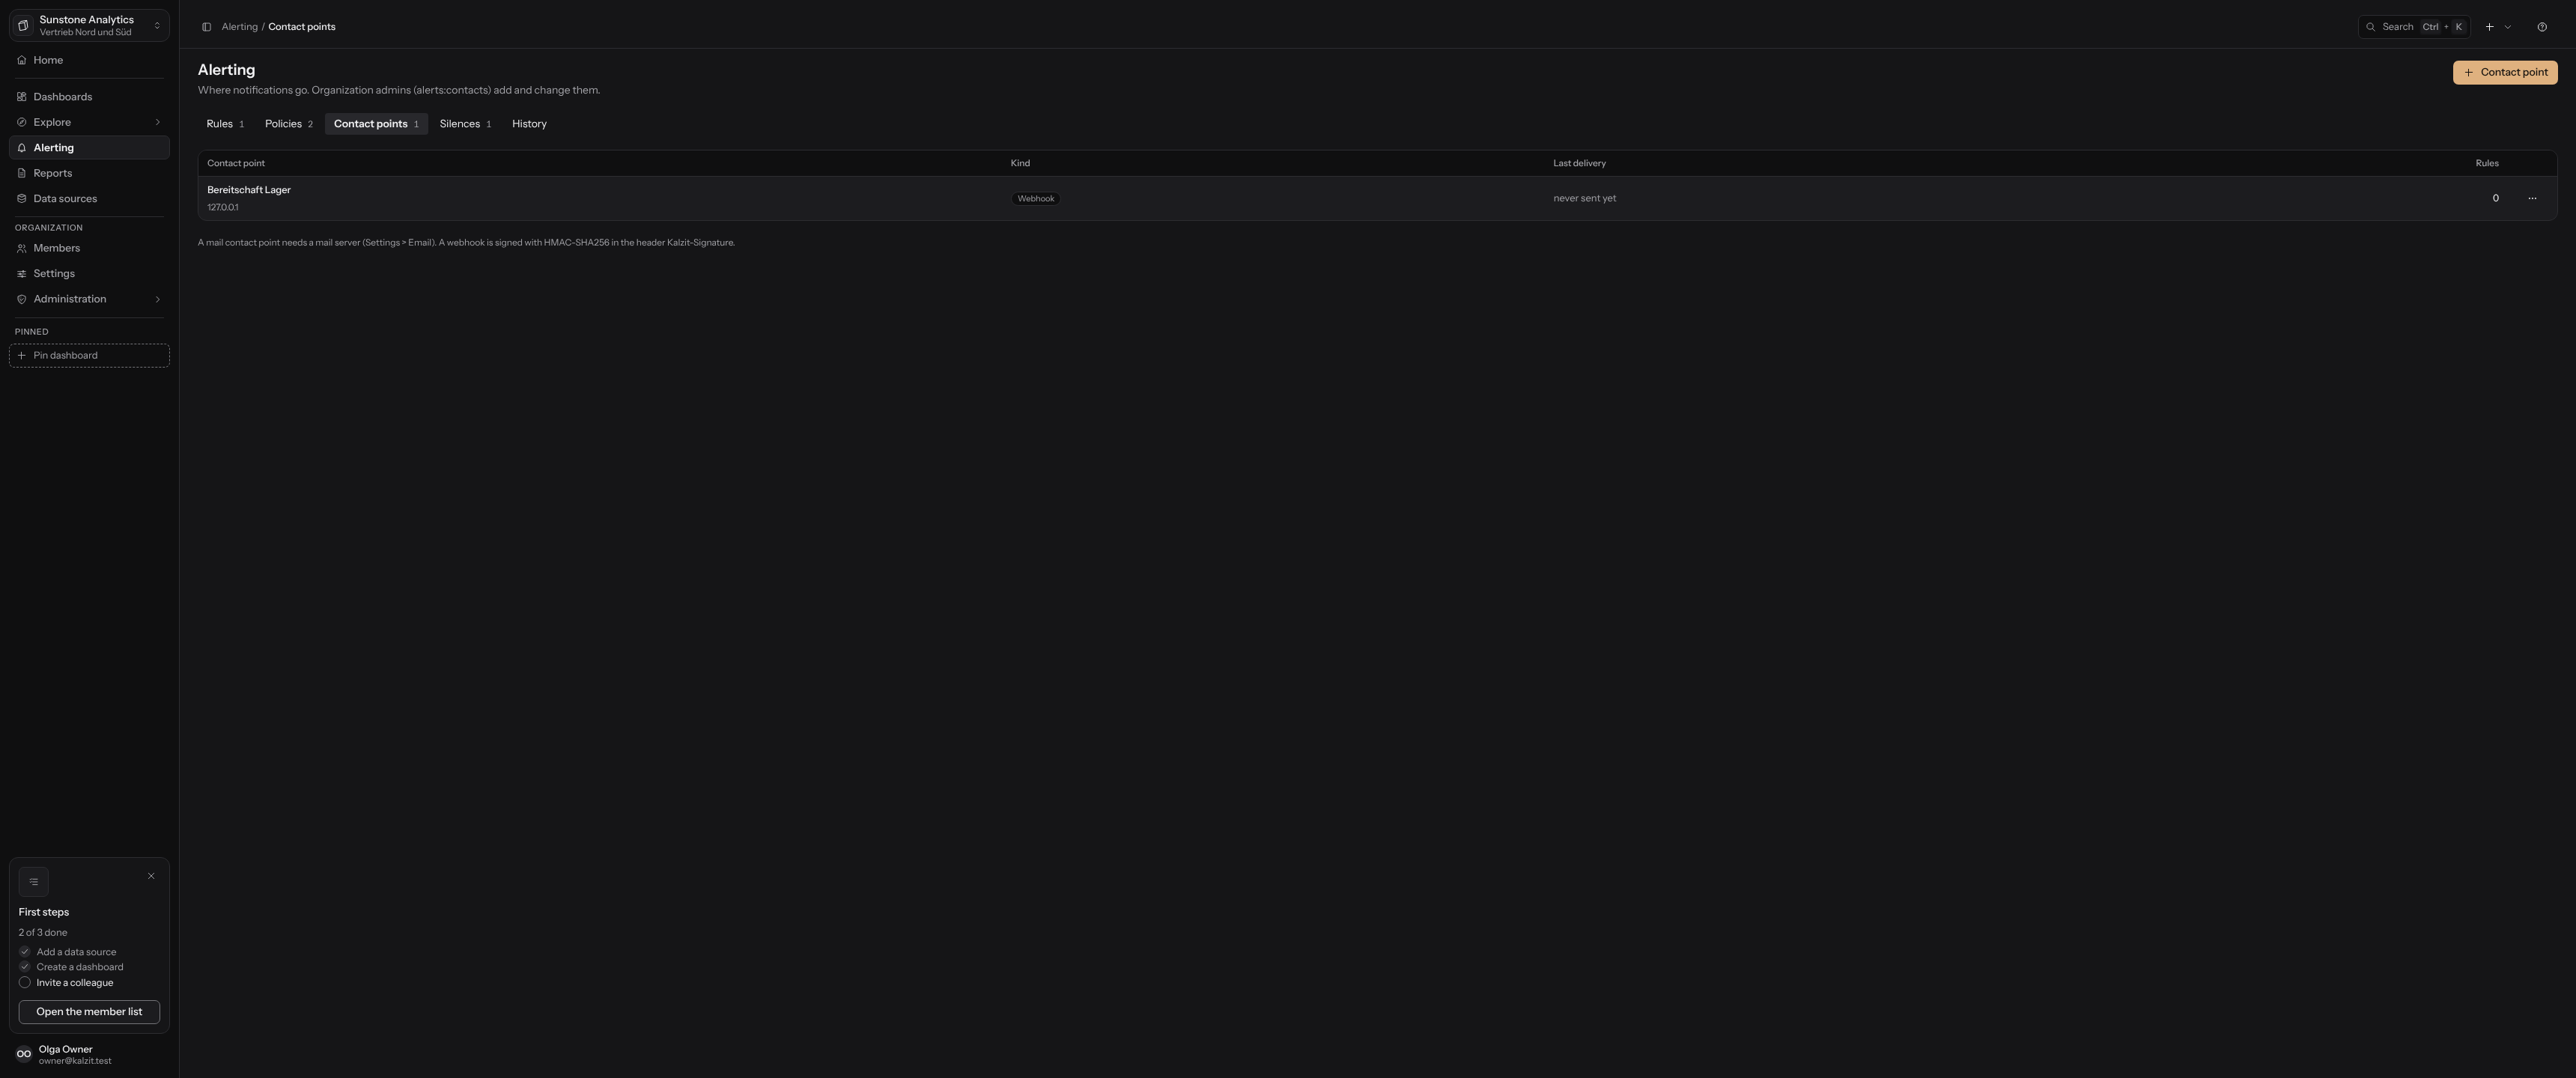 Sunstone Analytics
Vertrieb Nord und Süd
Home
Dashboards
Explore
Alerting
Reports
Data sources
ORGANIZATION
Members
Settings
Administration
PINNED
Pin dashboard
First steps
2 of 3 done
Add a data source
Create a dashboard
Invite a colleague
Open the member list
OO
Olga Owner
owner@kalzit.test
Alerting / Contact points
Search Ctrl + K
Alerting
Where notifications go. Organization admins (alerts:contacts) add and change them.
Contact point
Rules 1 Policies 2 Contact points 1 Silences 1 History
Contact point Kind Last delivery Rules
Bereitschaft Lager
127.0.0.1
Webhook never sent yet 0
A mail contact point needs a mail server (Settings > Email). A webhook is signed with HMAC-SHA256 in the header Kalzit-Signature.